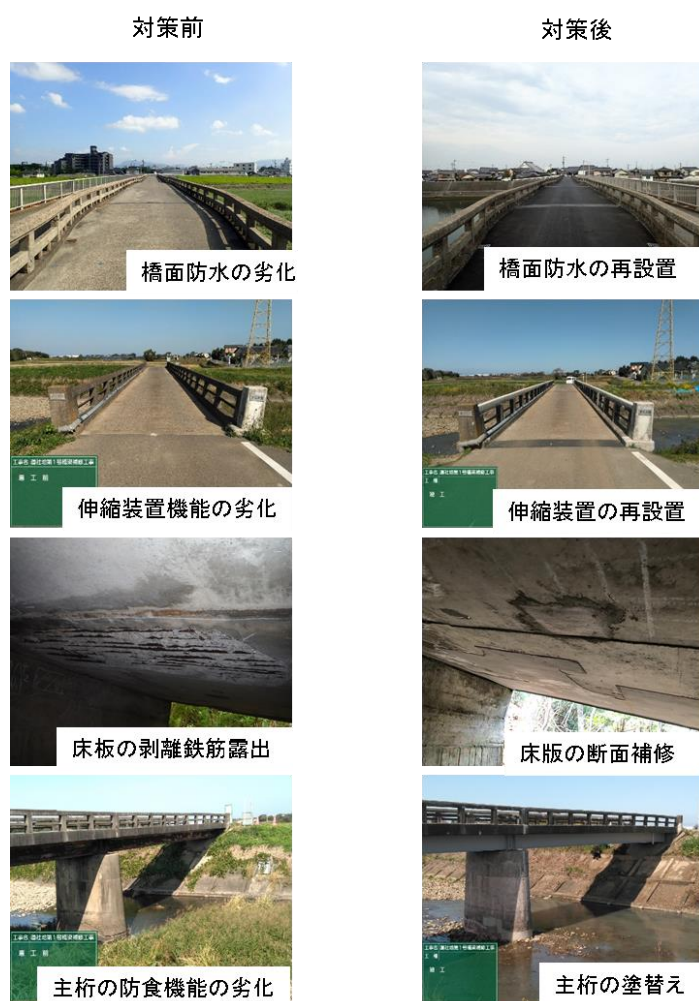 対策前
対策後
橋面防水の劣化
橋面防水の再設置
伸縮装置機能の劣化
伸縮装置の再設置
床板の剥離鉄筋露出
床版の断面補修
主桁の防食機能の劣化
主桁の塗替え